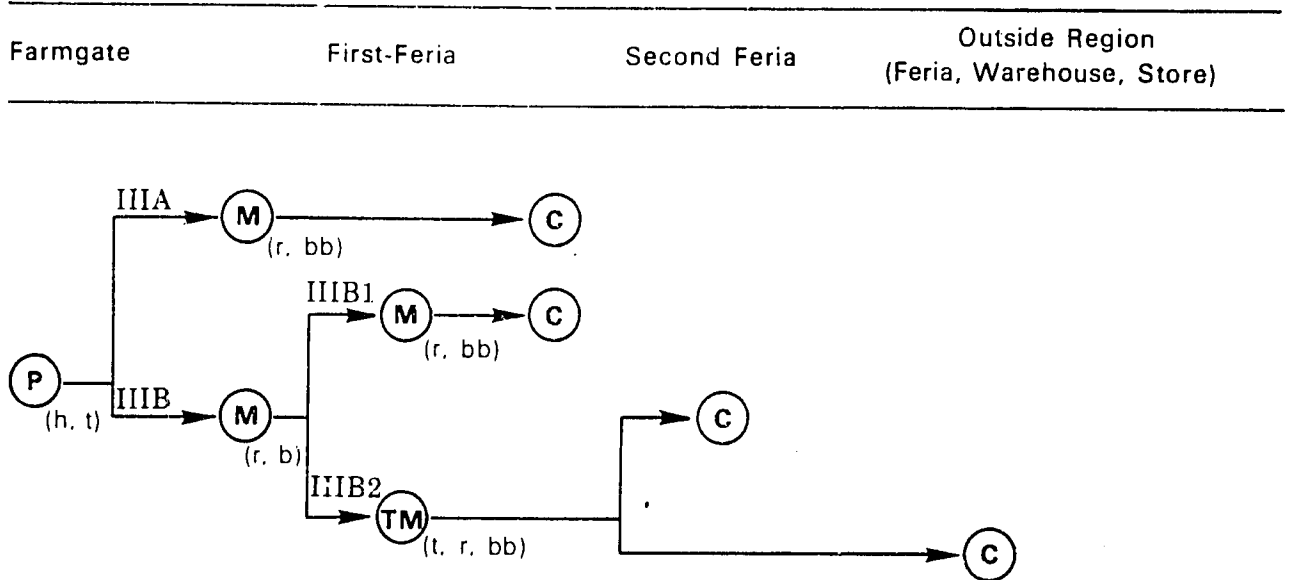 Farmgate First-Feria Second Feria Outside Region
(Feria, Warehouse, Store)
IIIA M C
(r, bb)
IIIB1 M C
(r, bb)
P (h, t) IIIB M C
(r, b)
IIIB2 TM
(t, r, bb)
C